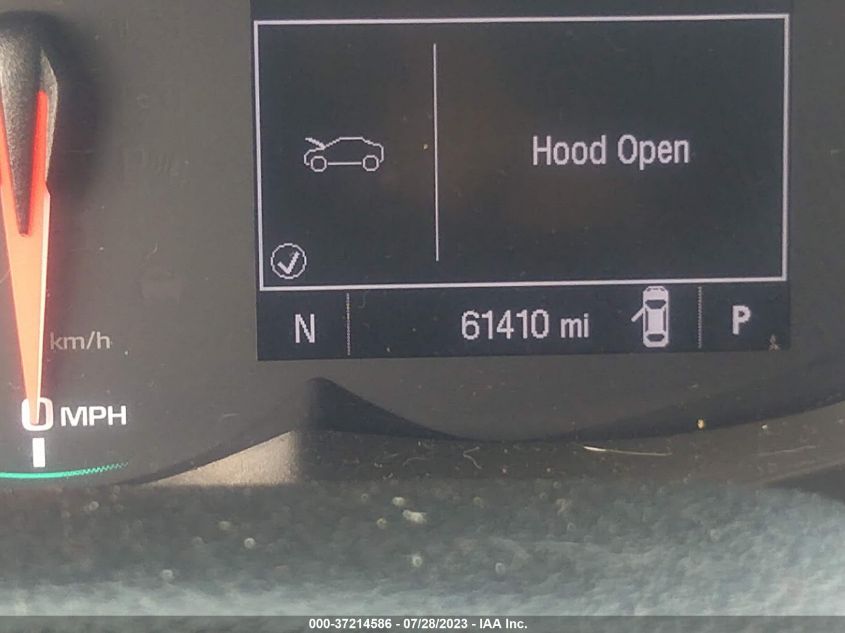 Hood Open
N 61410 mi P
km/h
0 MPH
000-37214586 - 07/28/2023 - IAA Inc.